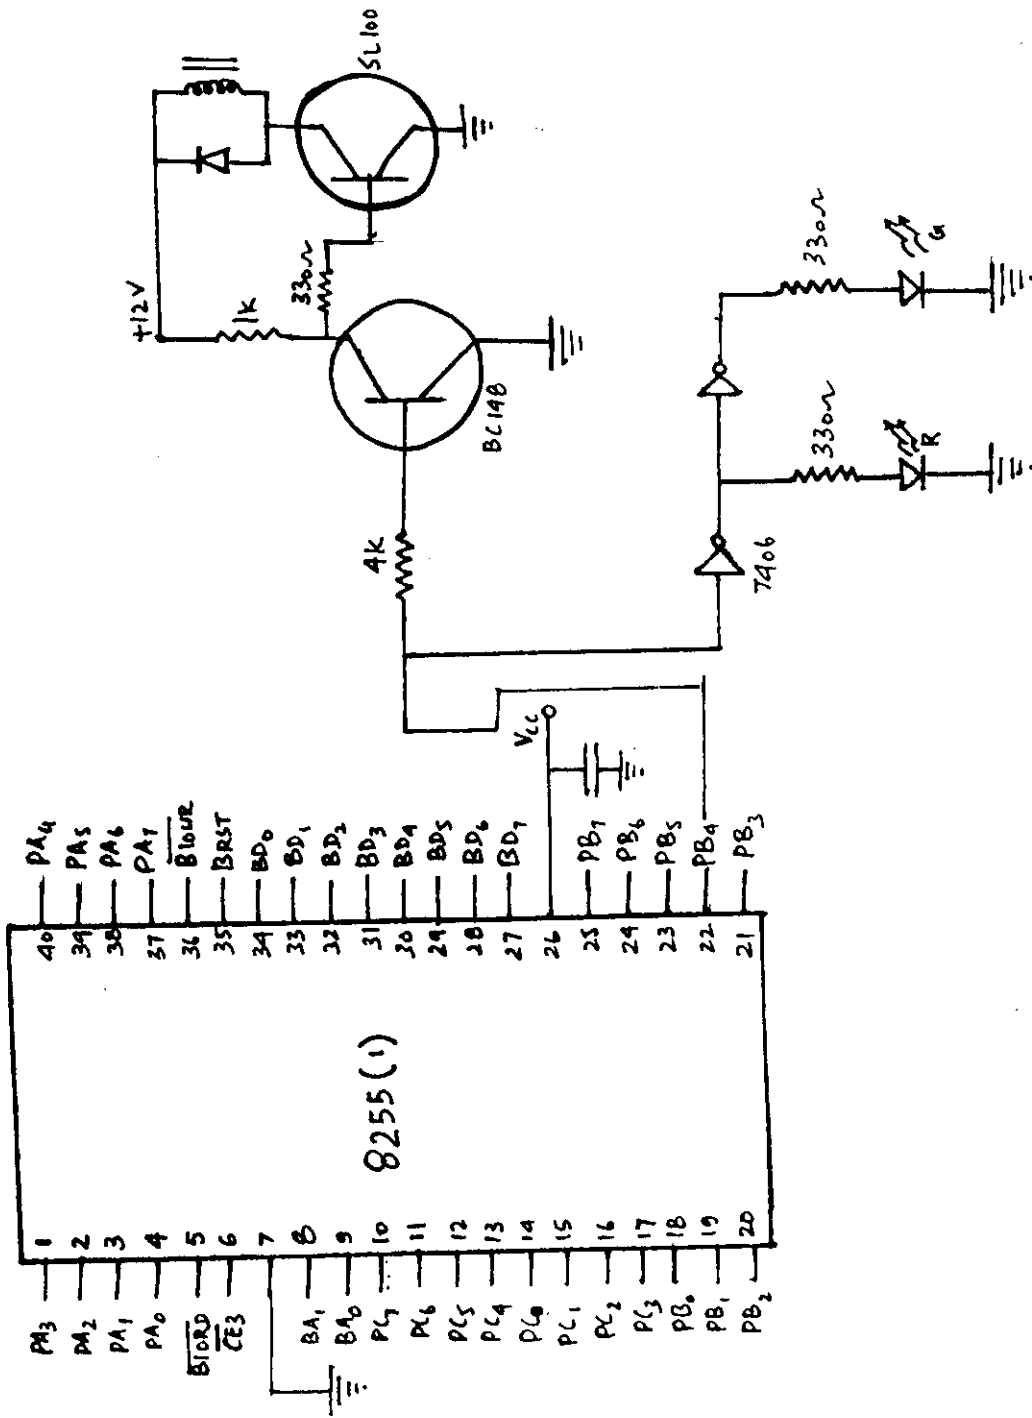 PA4
PA5
PA6
PA7
BIOWR
BRST
BD0
BD1
BD2
BD3
BD4
BD5
BD6
BD7
VCC
PB7
PB6
PB5
PB4
PB3
40
39
38
37
36
35
34
33
32
31
30
29
28
27
26
25
24
23
22
21
8255(1)
1
2
3
4
5
6
7
8
9
10
11
12
13
14
15
16
17
18
19
20
PA3
PA2
PA1
PA0
BIORD
CE3
BA1
BA0
PC7
PC6
PC5
PC4
PC0
PC1
PC2
PC3
PB0
PB1
PB2
+12V
1K
330Ω
SL100
BC148
4K
7406
330Ω
R
330Ω
G